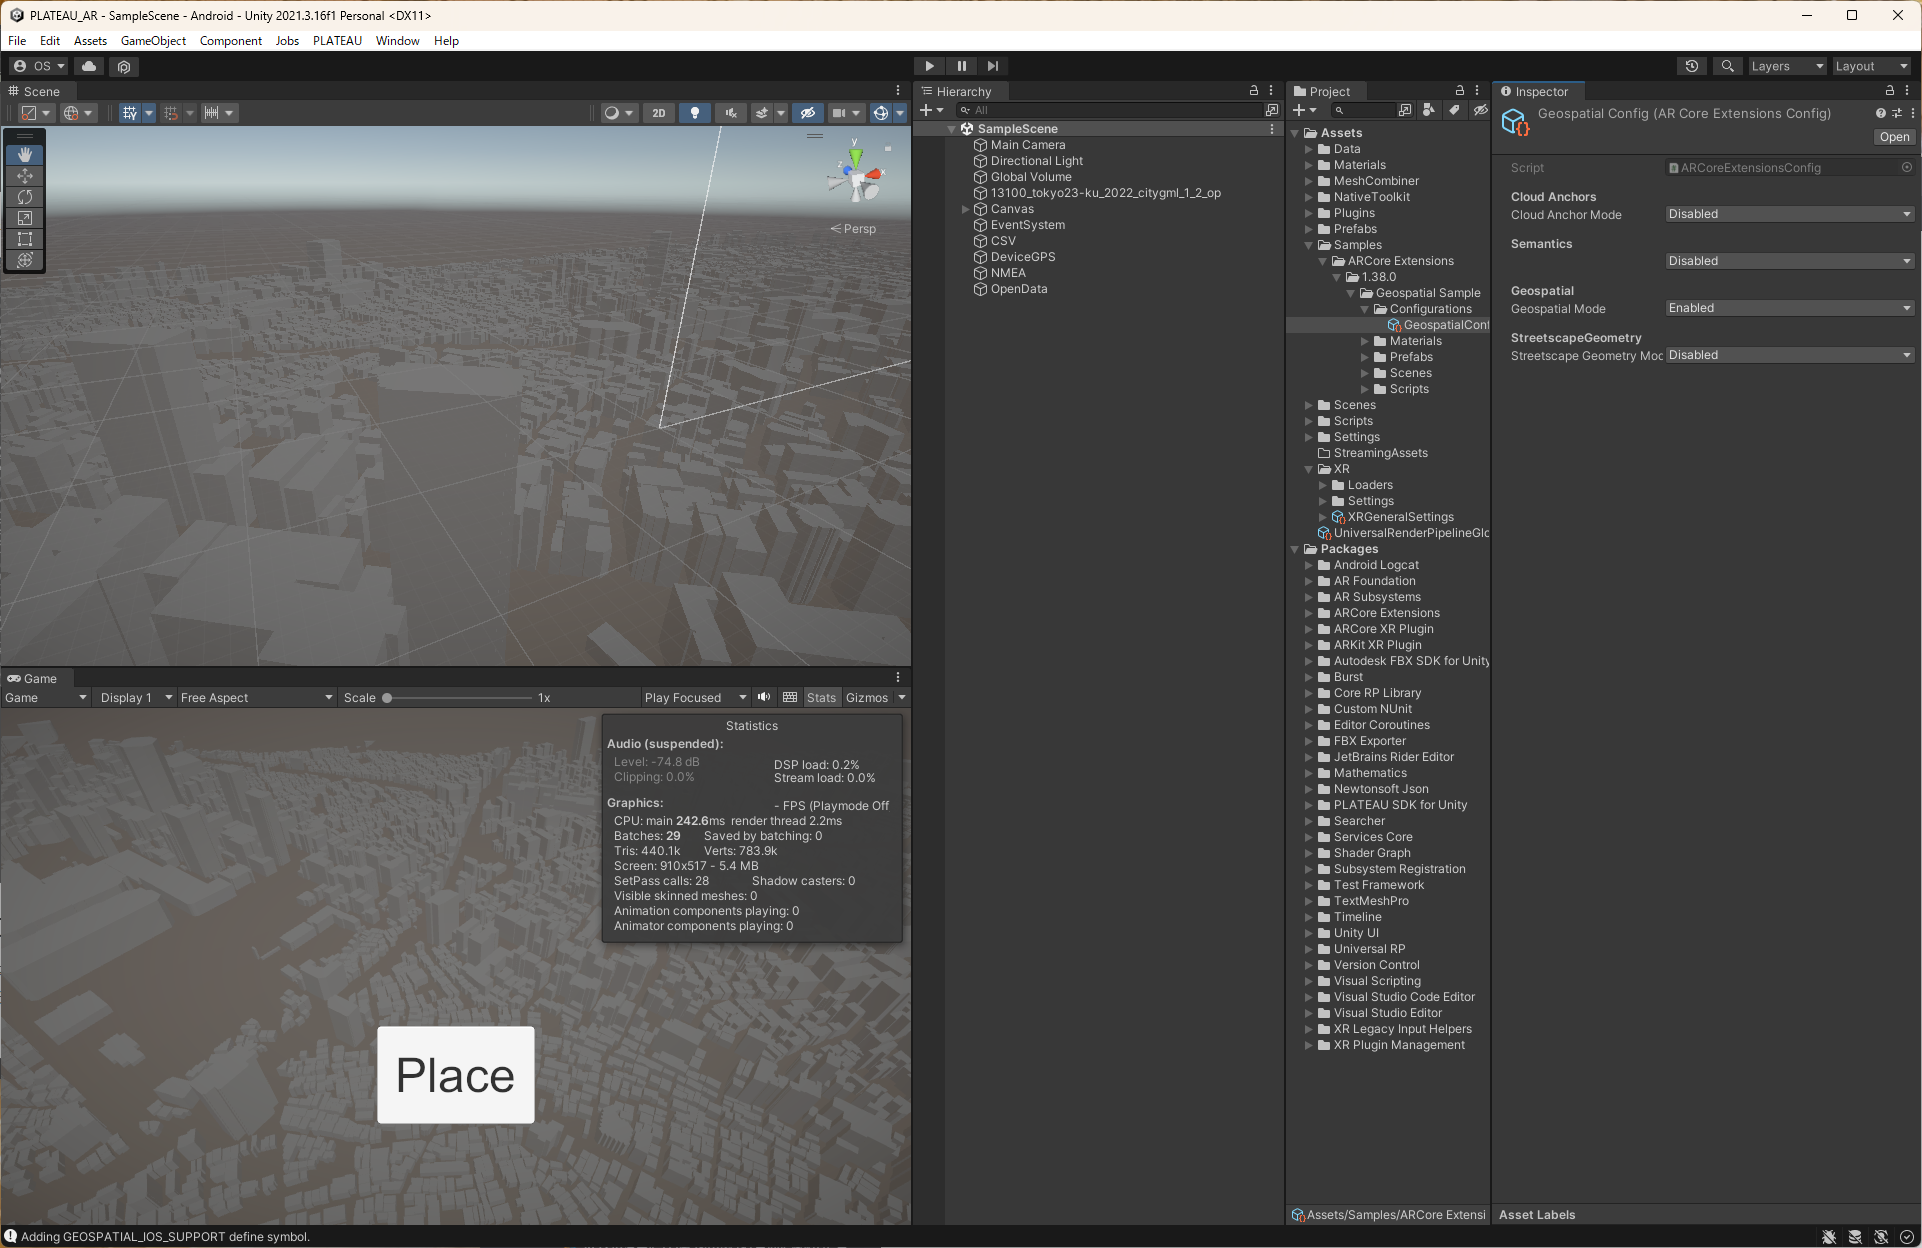 PLATEAU_AR - SampleScene - Android - Unity 2021.3.16f1 Personal <DX11>
File Edit Assets GameObject Component Jobs PLATEAU Window Help
OS
Layers
Layout
Scene
2D
y
x
z
Persp
Game
Game
Display 1
Free Aspect
Scale
1x
Play Focused
Stats
Gizmos
Statistics
Audio (suspended):
Level: -74.8 dB
DSP load: 0.2%
Clipping: 0.0%
Stream load: 0.0%
Graphics:
- FPS (Playmode Off
CPU: main 242.6ms render thread 2.2ms
Batches: 29 Saved by batching: 0
Tris: 440.1k Verts: 783.9k
Screen: 910x517 - 5.4 MB
SetPass calls: 28 Shadow casters: 0
Visible skinned meshes: 0
Animation components playing: 0
Animator components playing: 0
Place
Adding GEOSPATIAL_IOS_SUPPORT define symbol.
Hierarchy
All
SampleScene
Main Camera
Directional Light
Global Volume
13100_tokyo23-ku_2022_citygml_1_2_op
Canvas
EventSystem
CSV
DeviceGPS
NMEA
OpenData
Project
Assets
Data
Materials
MeshCombiner
NativeToolkit
Plugins
Prefabs
Samples
ARCore Extensions
1.38.0
Geospatial Sample
Configurations
GeospatialConf
Materials
Prefabs
Scenes
Scripts
Scenes
Scripts
Settings
StreamingAssets
XR
Loaders
Settings
XRGeneralSettings
UniversalRenderPipelineGlo
Packages
Android Logcat
AR Foundation
AR Subsystems
ARCore Extensions
ARCore XR Plugin
ARKit XR Plugin
Autodesk FBX SDK for Unity
Burst
Core RP Library
Custom NUnit
Editor Coroutines
FBX Exporter
JetBrains Rider Editor
Mathematics
Newtonsoft Json
PLATEAU SDK for Unity
Searcher
Services Core
Shader Graph
Subsystem Registration
Test Framework
TextMeshPro
Timeline
Unity UI
Universal RP
Version Control
Visual Scripting
Visual Studio Code Editor
Visual Studio Editor
XR Legacy Input Helpers
XR Plugin Management
Assets/Samples/ARCore Extensi
Inspector
Geospatial Config (AR Core Extensions Config)
Open
Script ARCoreExtensionsConfig
Cloud Anchors
Cloud Anchor Mode Disabled
Semantics
Disabled
Geospatial
Geospatial Mode Enabled
StreetscapeGeometry
Streetscape Geometry Moc Disabled
Asset Labels